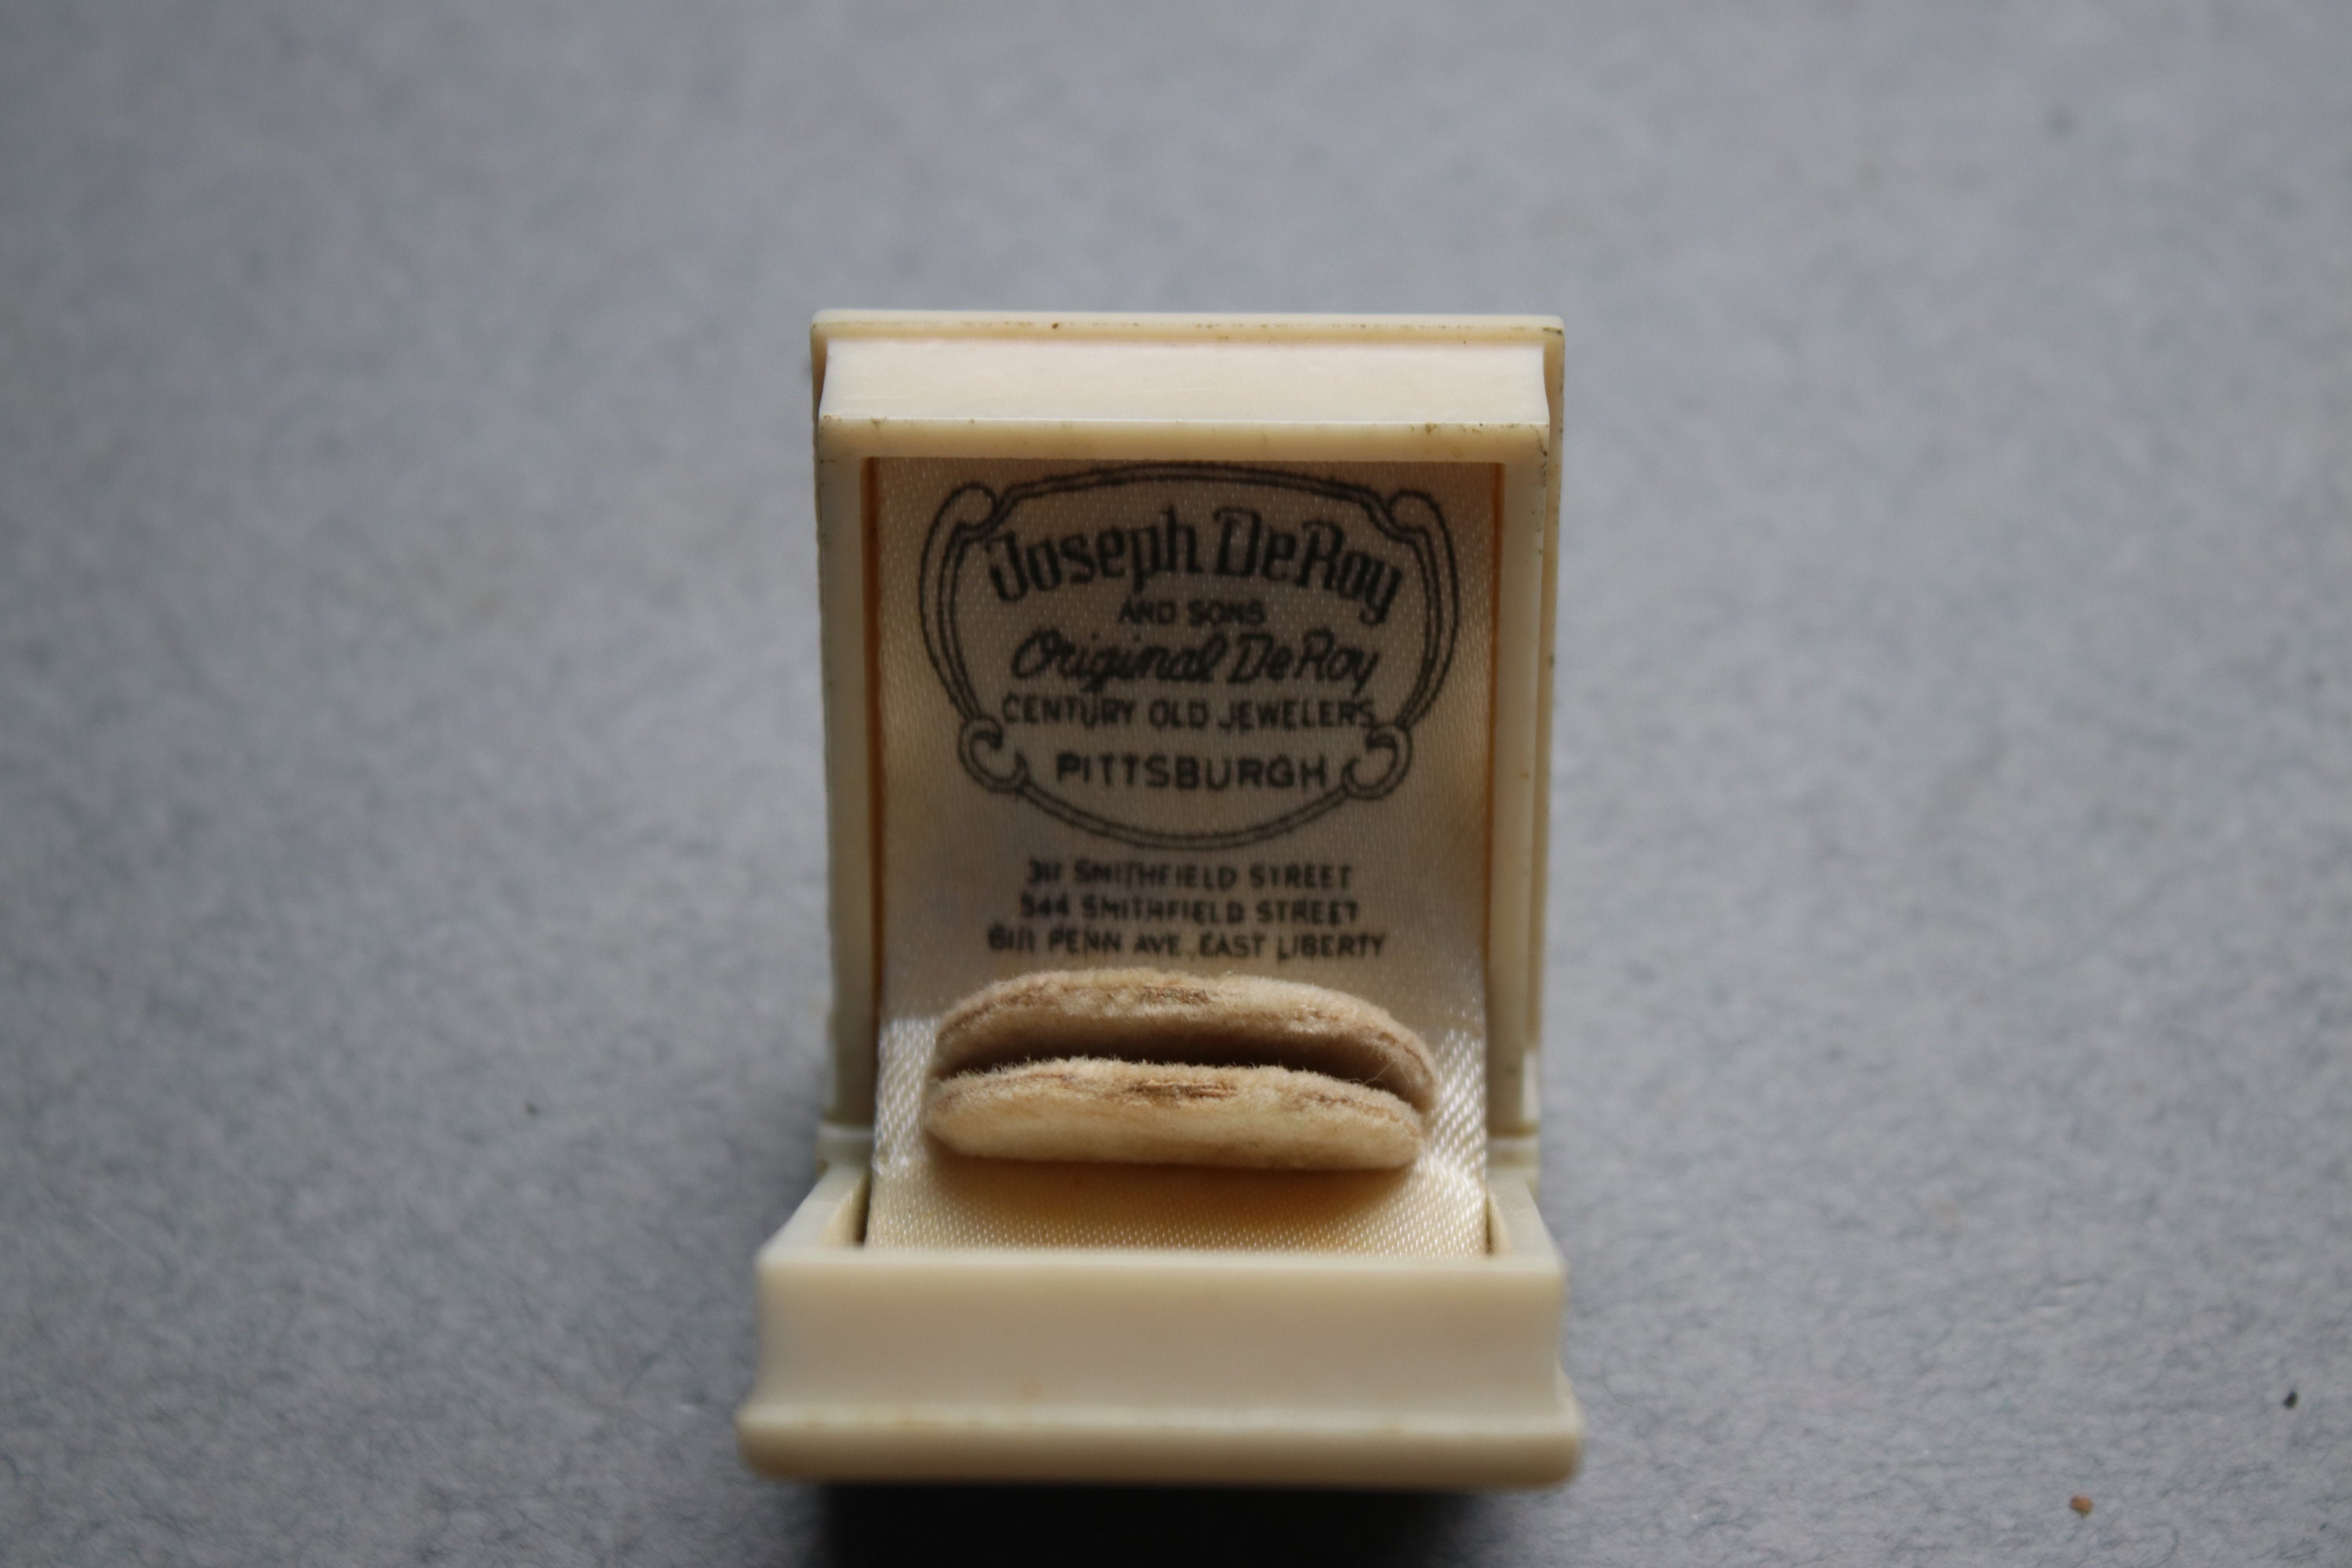 Joseph DeRoy
AND SONS
Original DeRoy
CENTURY OLD JEWELERS
PITTSBURGH
311 SMITHFIELD STREET
544 SMITHFIELD STREET
6111 PENN AVE. EAST LIBERTY